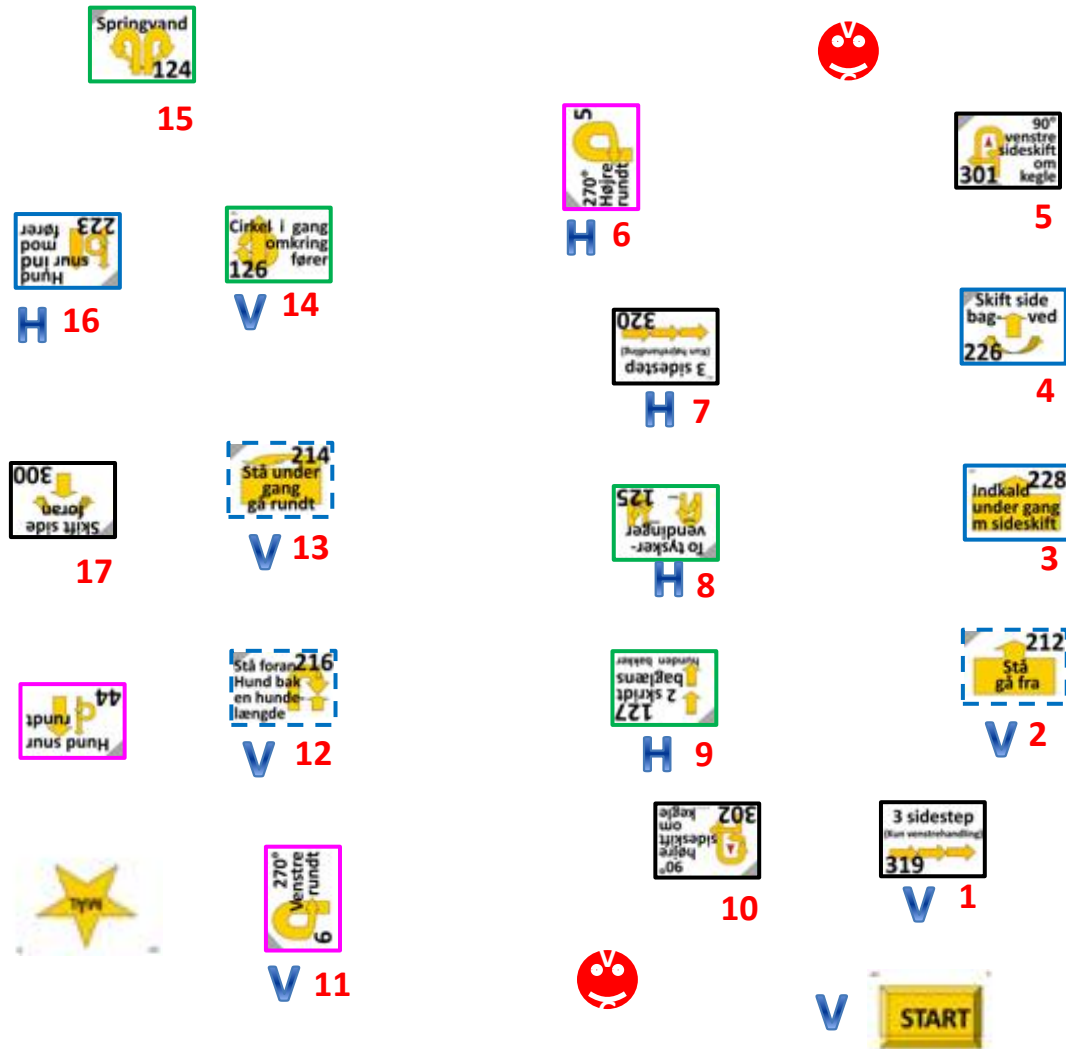 Springvand
124
15
V
270°
Højre
rundt
5
H
6
90°
venstre
sideskift
om
kegle
301
5
Hund
snur ind
mod
fører
223
H
16
Cirkel i gang
omkring
fører
126
V
14
3 sidestep
(Kun højrehandling)
320
H
7
Skift side
bag- ved
226
4
Skift side
foran
300
17
214
Stå under
gang
gå rundt
V
13
To tysker-
vendinger
125
H
8
228
Indkald
under gang
m sideskift
3
Hund snur
rundt
44
Stå foran
216
Hund bak
en hunde-
længde
V
12
127
2 skridt
baglæns
hunden bakker
H
9
212
Stå
gå fra
V
2
MÅL
270°
Venstre
rundt
6
V
11
90°
højre
sideskift
om
kegle
302
10
3 sidestep
(Kun venstrehandling)
319
V
1
V
V
START